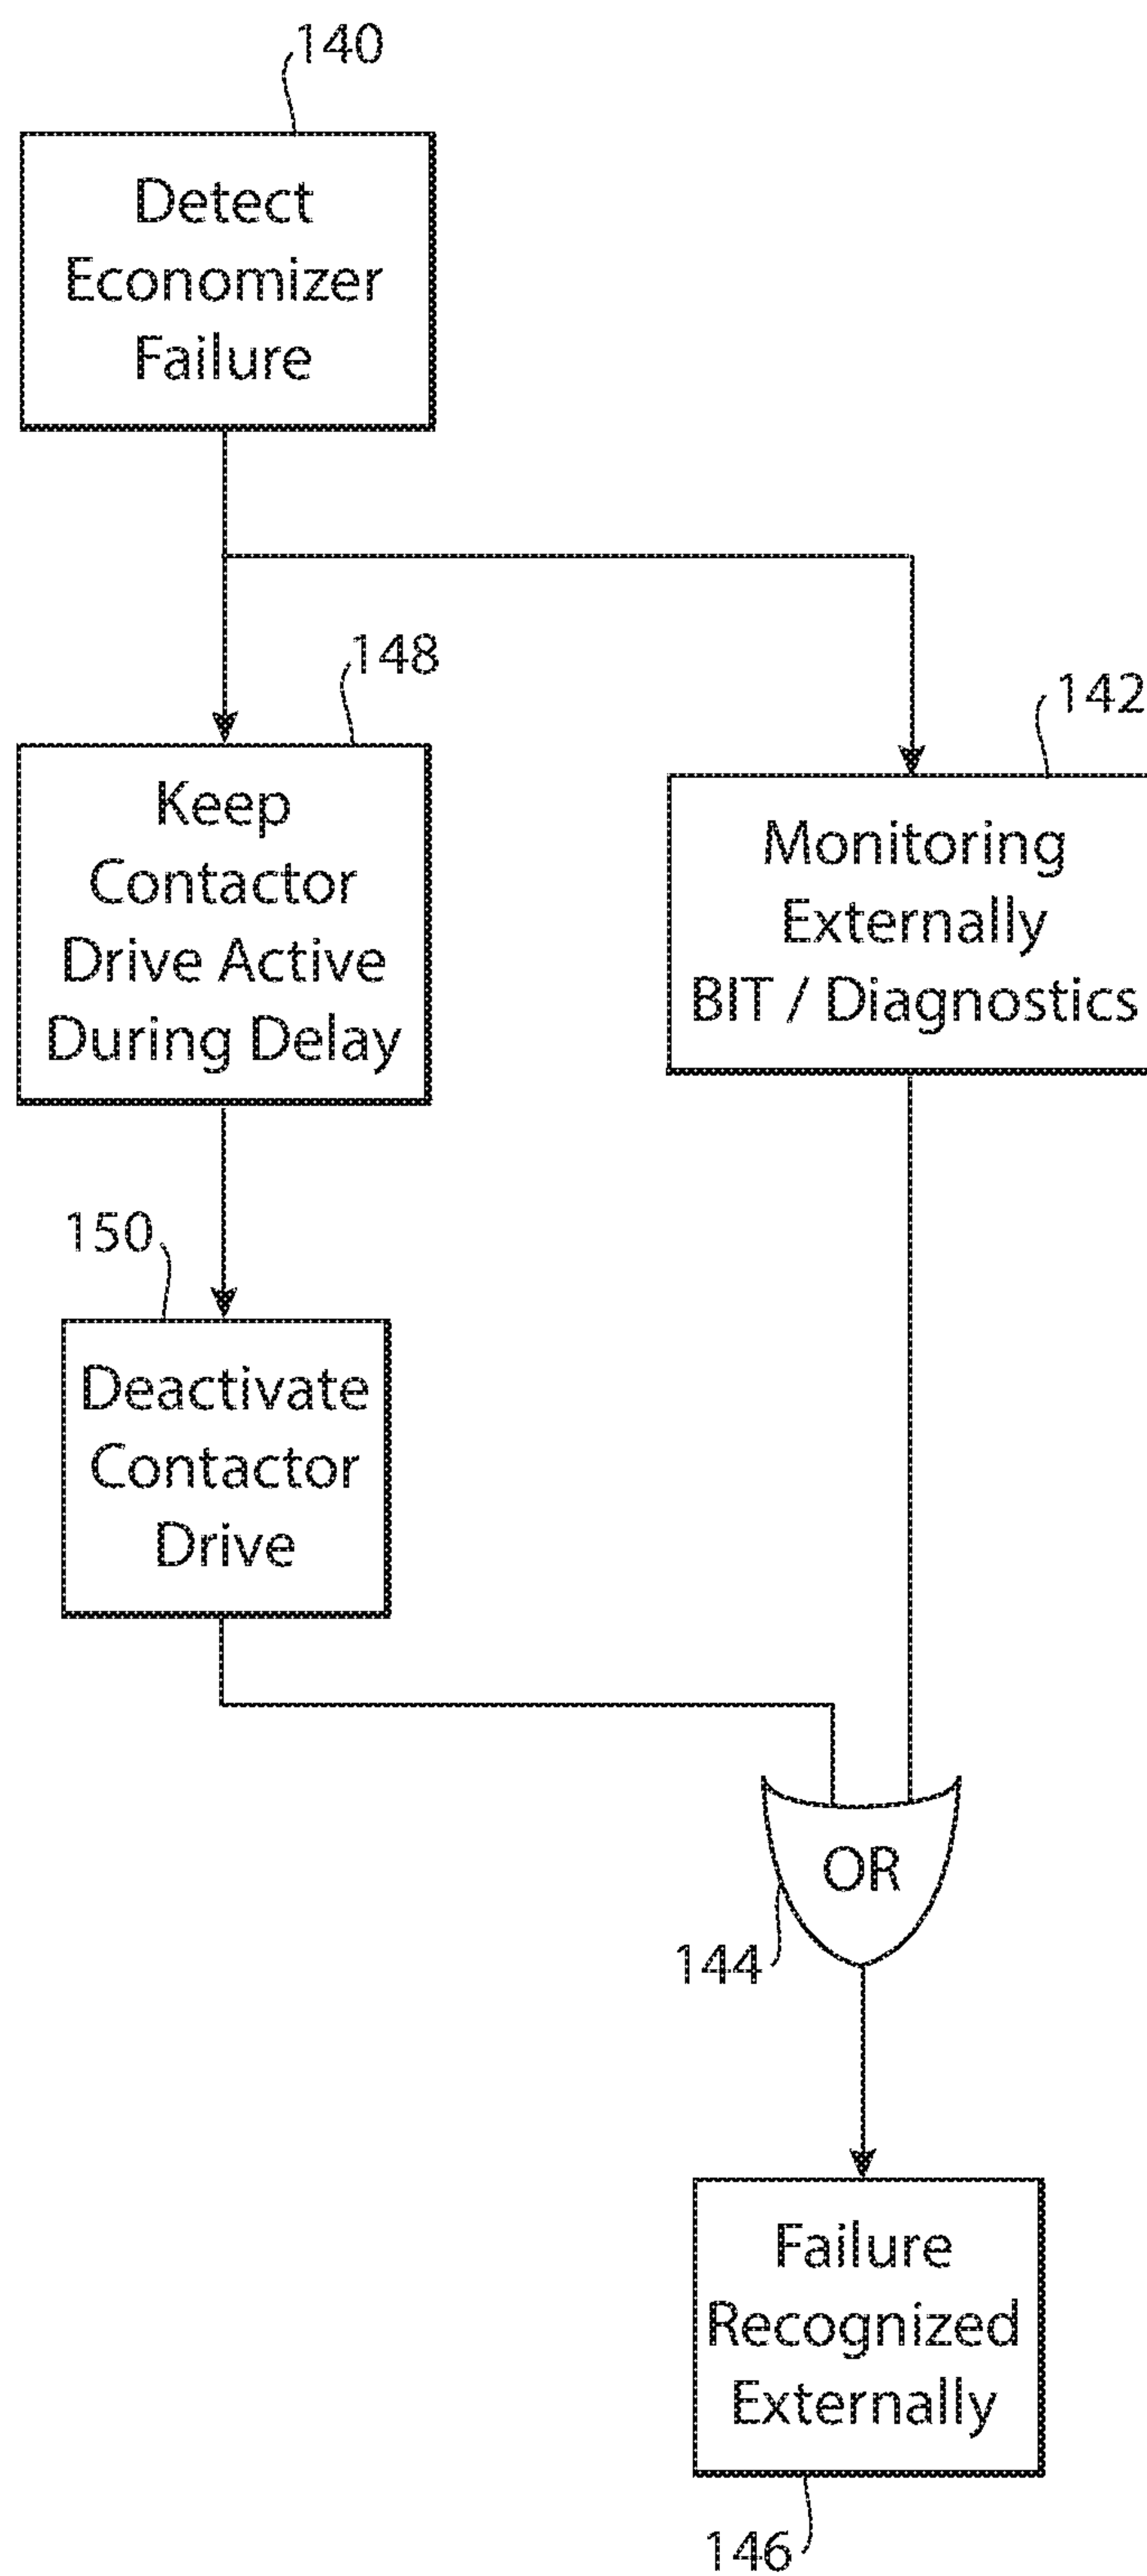 140
Detect
Economizer
Failure
148
Keep
Contactor
Drive Active
During Delay
142
Monitoring
Externally
BIT / Diagnostics
150
Deactivate
Contactor
Drive
OR
144
Failure
Recognized
Externally
146